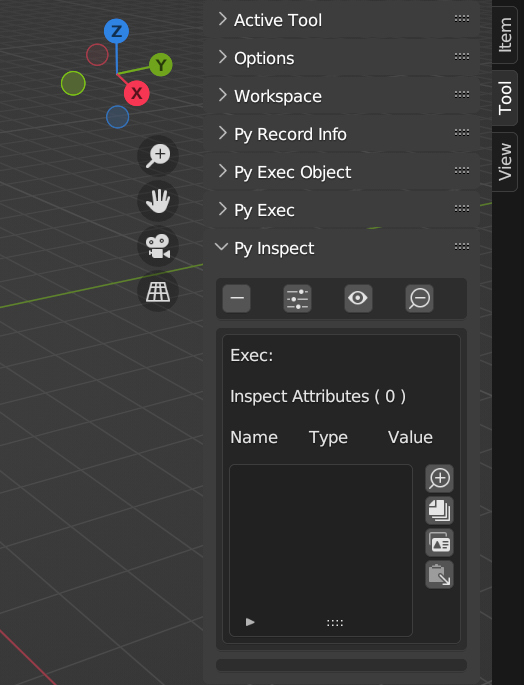 Z
Y
X
Active Tool
Options
Workspace
Py Record Info
Py Exec Object
Py Exec
Py Inspect
Exec:
Inspect Attributes ( 0 )
Name Type Value
Item
Tool
View